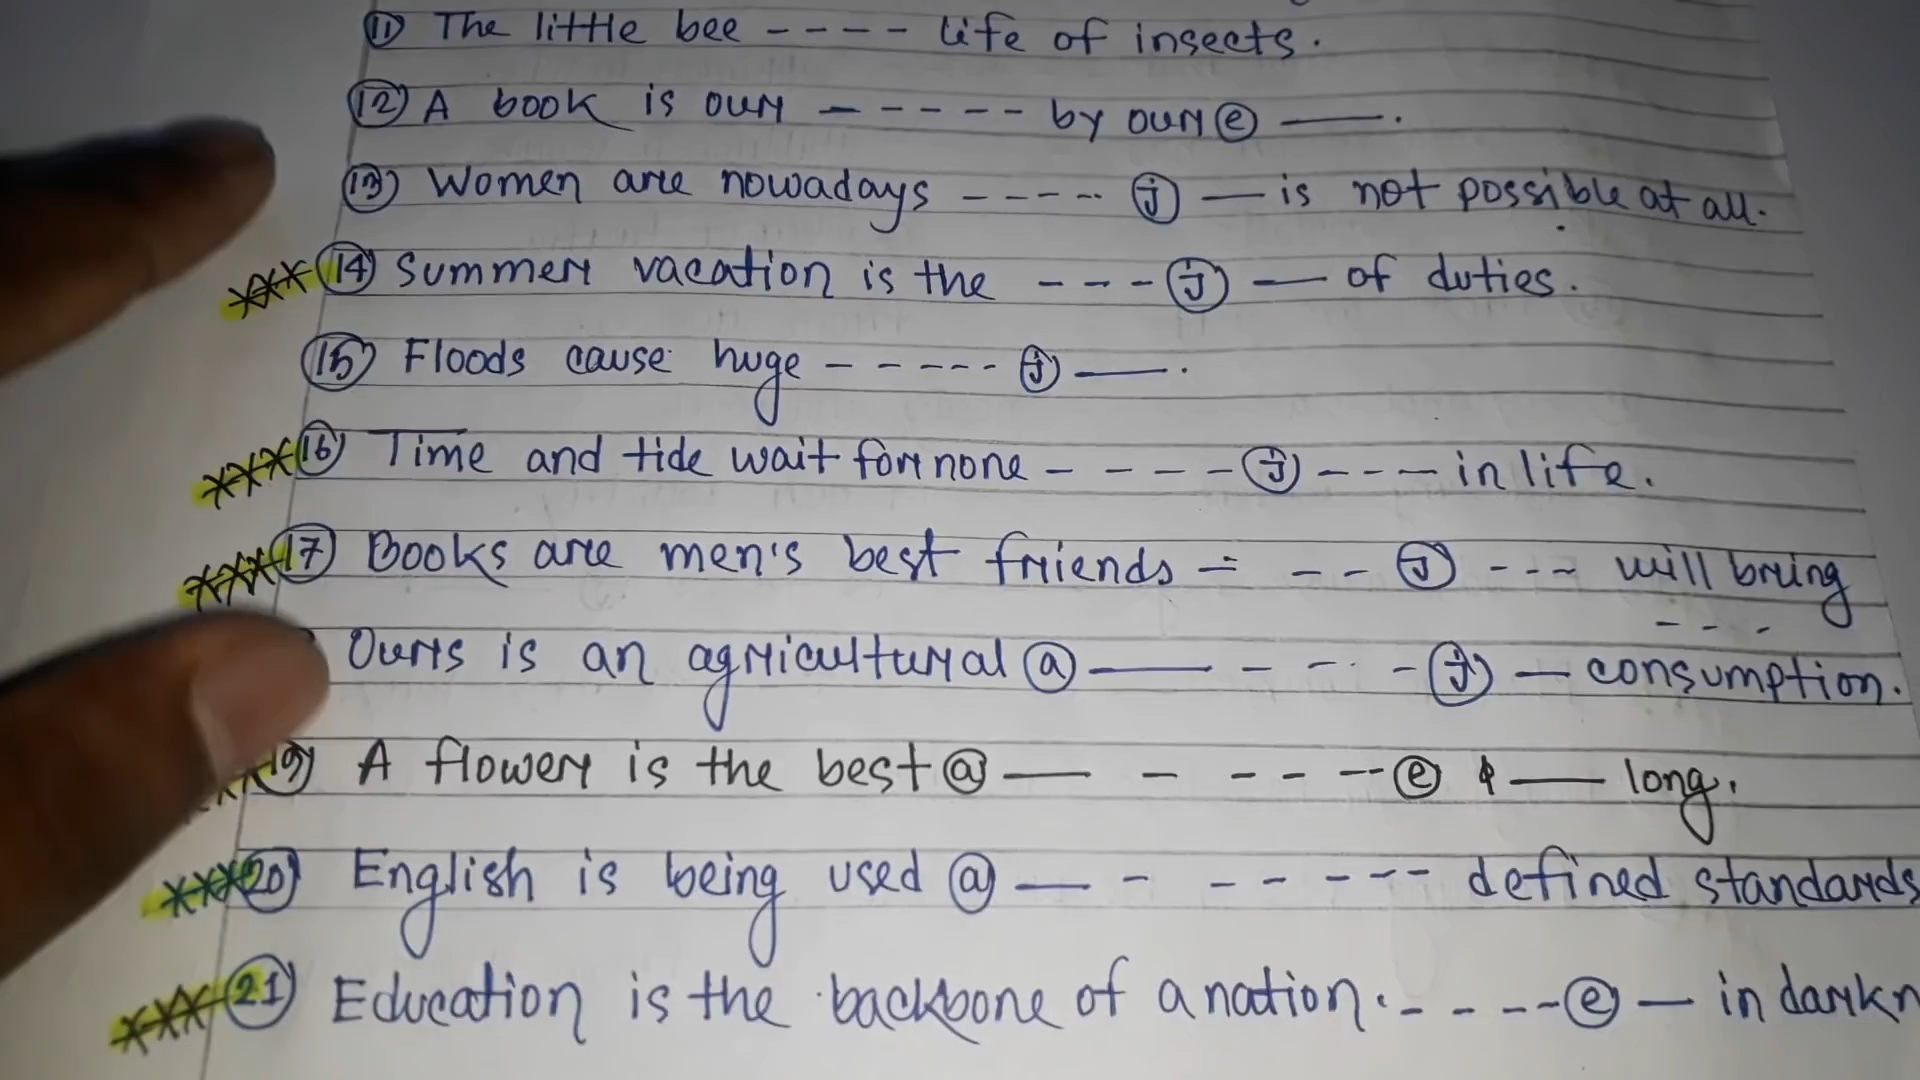 ⑪ The little bee ---- life of insects.
⑫ A book is our ----- by our ⓔ —.
⑬ Women are nowadays ----- ⓙ — is not possible at all.
*** ⑭ Summer vacation is the --- ⓙ — of duties.
⑮ Floods cause huge ----- ⓙ —.
*** ⑯ Time and tide wait for none ---- ⓙ --- in life.
*** ⑰ Books are men's best friends = -- ⓙ --- will bring
---
Ours is an agricultural ⓐ — --- ⓙ — consumption.
⑲ A flower is the best ⓐ — - --- ⓔ — long.
*** ⑳ English is being used ⓐ — - ----- defined standards
*** ㉑ Education is the backbone of a nation. ---- ⓔ — in darkn